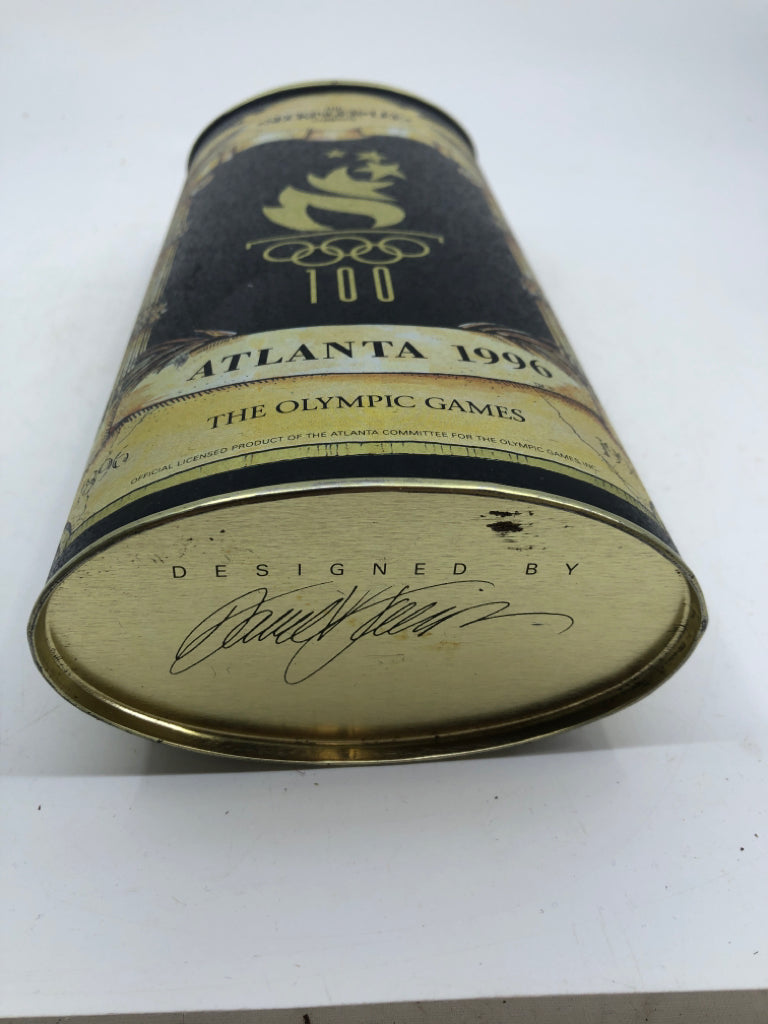 100
ATLANTA 1996
THE OLYMPIC GAMES
OFFICIAL LICENSED PRODUCT OF THE ATLANTA COMMITTEE FOR THE OLYMPIC GAMES INC.
DESIGNED BY